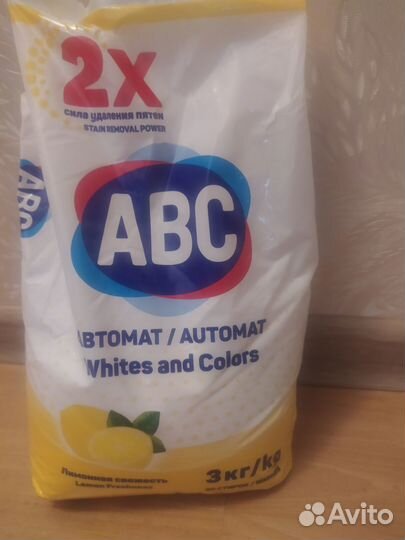 2X
сила удаления пятен
STAIN REMOVAL POWER
ABC
ABC
АВТОМАТ / AUTOMAT
Whites and Colors
Лимонная свежесть
Lemon Freshness
3кг/kg
Avito